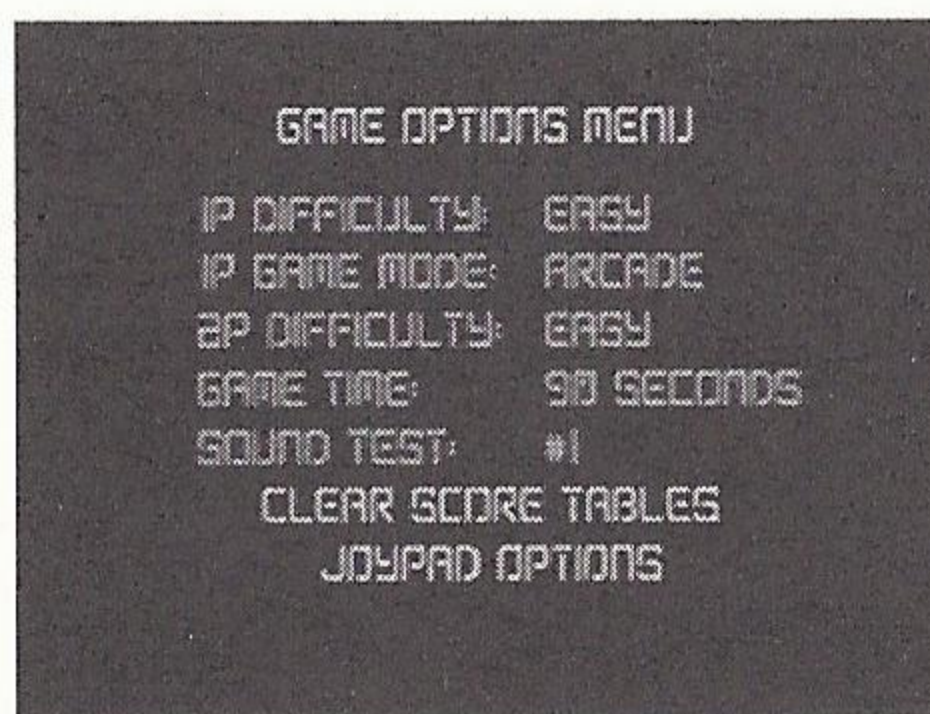 GAME OPTIONS MENU
1P DIFFICULTY: EASY
1P GAME MODE: ARCADE
2P DIFFICULTY: EASY
GAME TIME: 90 SECONDS
SOUND TEST: #1
CLEAR SCORE TABLES
JOYPAD OPTIONS